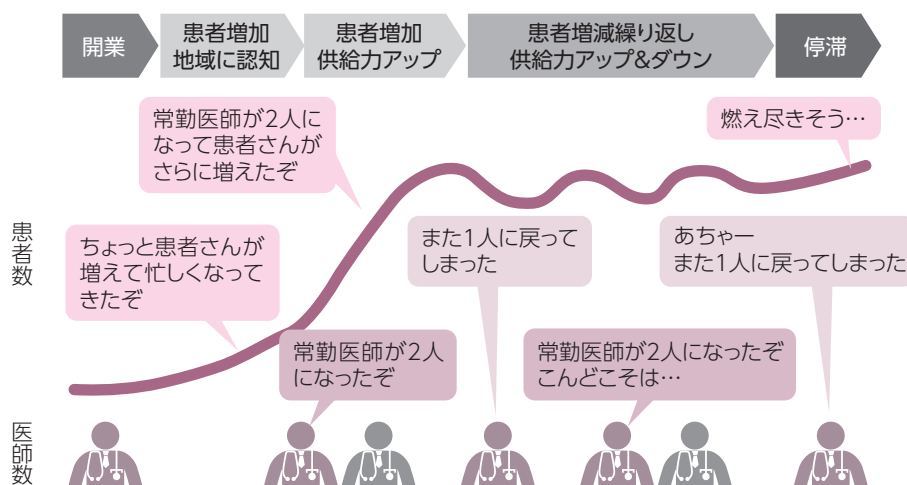 開業
患者増加
地域に認知
患者増加
供給力アップ
患者増減繰り返し
供給力アップ&ダウン
停滞
常勤医師が2人に
なって患者さんが
さらに増えたぞ
燃え尽きそう…
患者数
ちょっと患者さんが
増えて忙しくなって
きたぞ
また1人に戻って
しまった
あちゃー
また1人に戻ってしまった
常勤医師が2人
になったぞ
常勤医師が2人になったぞ
こんどこそは…
医師数